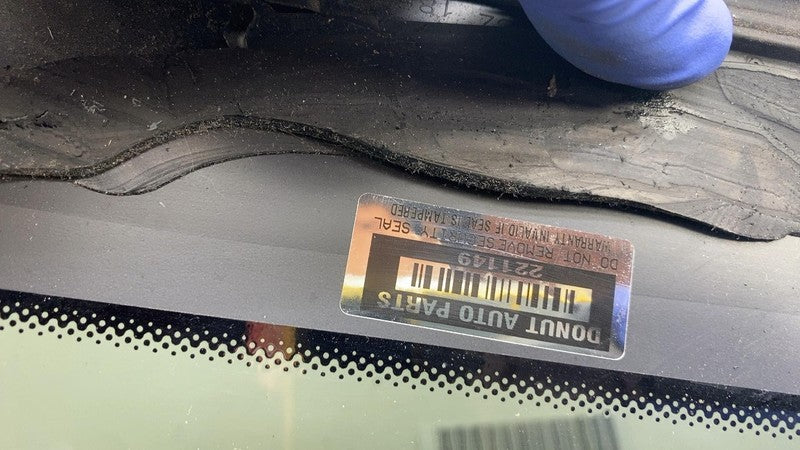 DONUT AUTO PARTS
221149
DO NOT REMOVE SECURITY SEAL
WARRANTY INVALID IF SEAL IS TAMPERED